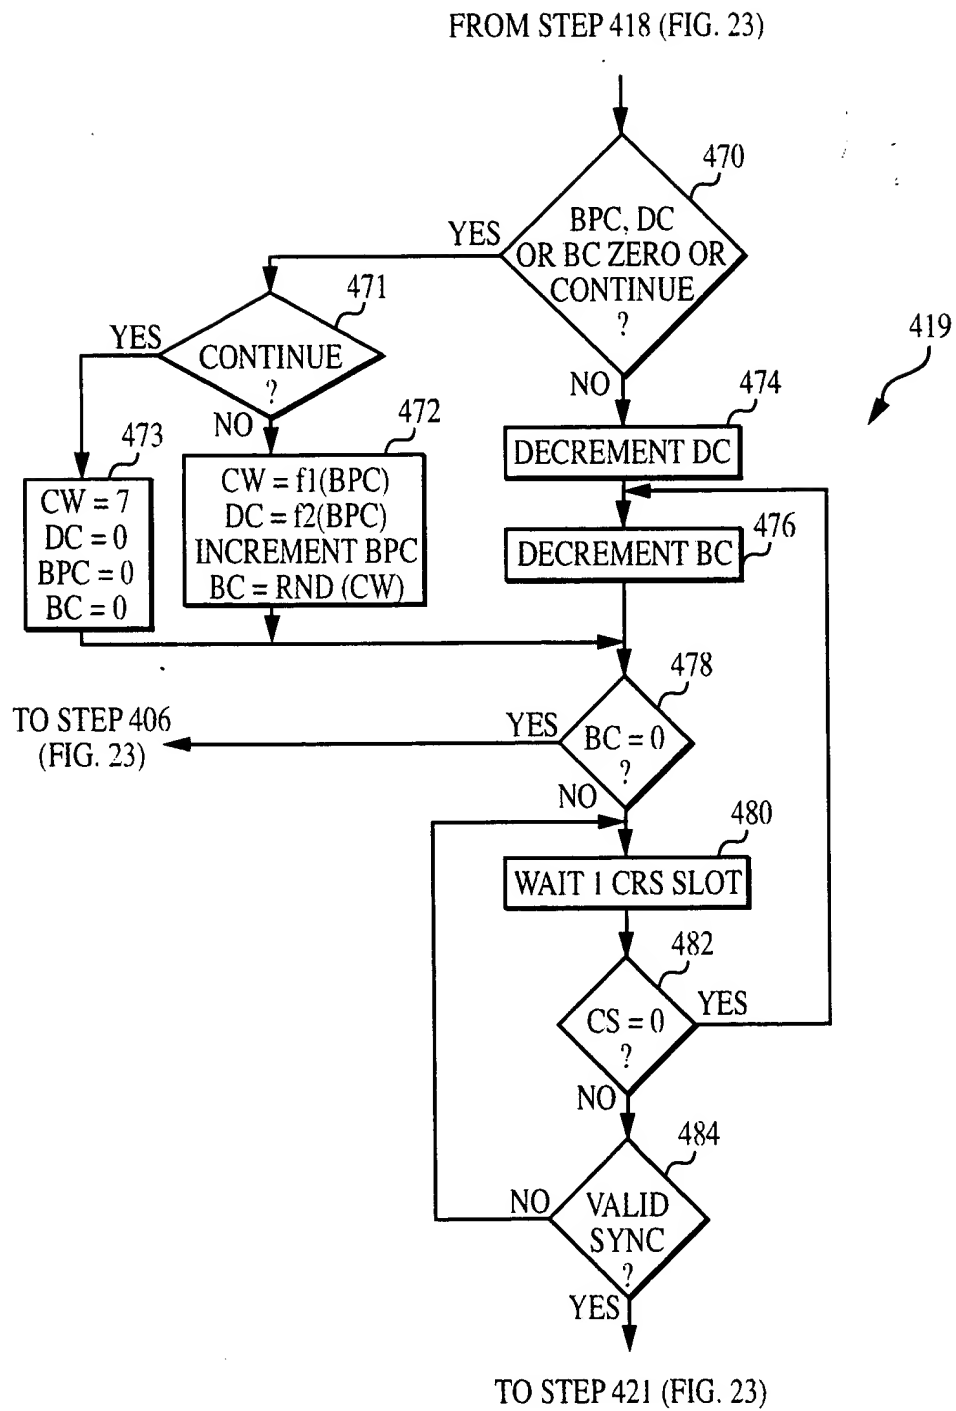 FROM STEP 418 (FIG. 23)
470
BPC, DC
OR BC ZERO OR
CONTINUE
?
YES
NO
471
CONTINUE
?
YES
NO
419
473
CW = 7
DC = 0
BPC = 0
BC = 0
472
CW = f1(BPC)
DC = f2(BPC)
INCREMENT BPC
BC = RND (CW)
474
DECREMENT DC
476
DECREMENT BC
478
BC = 0
?
YES
NO
TO STEP 406
(FIG. 23)
480
WAIT 1 CRS SLOT
482
CS = 0
?
YES
NO
484
VALID
SYNC
?
NO
YES
TO STEP 421 (FIG. 23)